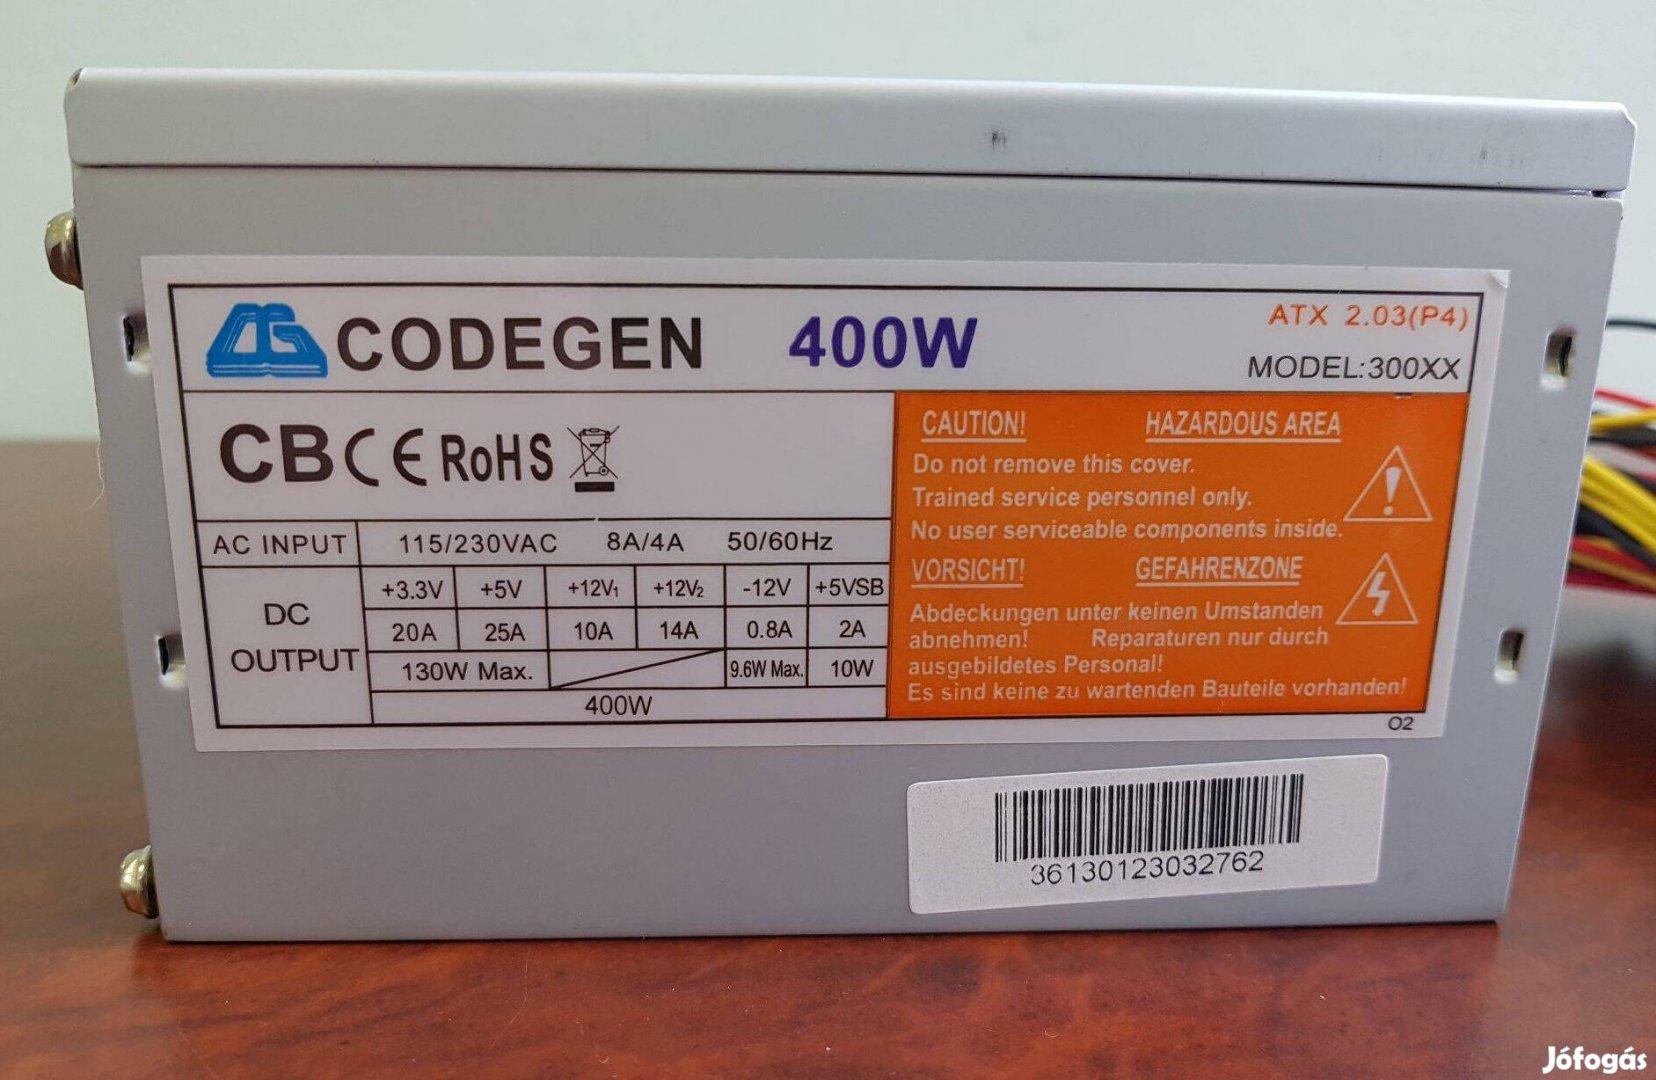 CODEGEN 400W
ATX 2.03(P4)
MODEL:300XX
CB CE RoHS
AC INPUT 115/230VAC 8A/4A 50/60Hz
DC OUTPUT
+3.3V +5V +12V₁ +12V₂ -12V +5VSB
20A 25A 10A 14A 0.8A 2A
130W Max. 9.6W Max. 10W
400W
CAUTION! HAZARDOUS AREA
Do not remove this cover.
Trained service personnel only.
No user serviceable components inside.
VORSICHT! GEFAHRENZONE
Abdeckungen unter keinen Umstanden
abnehmen! Reparaturen nur durch
ausgebildetes Personal!
Es sind keine zu wartenden Bauteile vorhanden!
O2
36130123032762
Jófogás